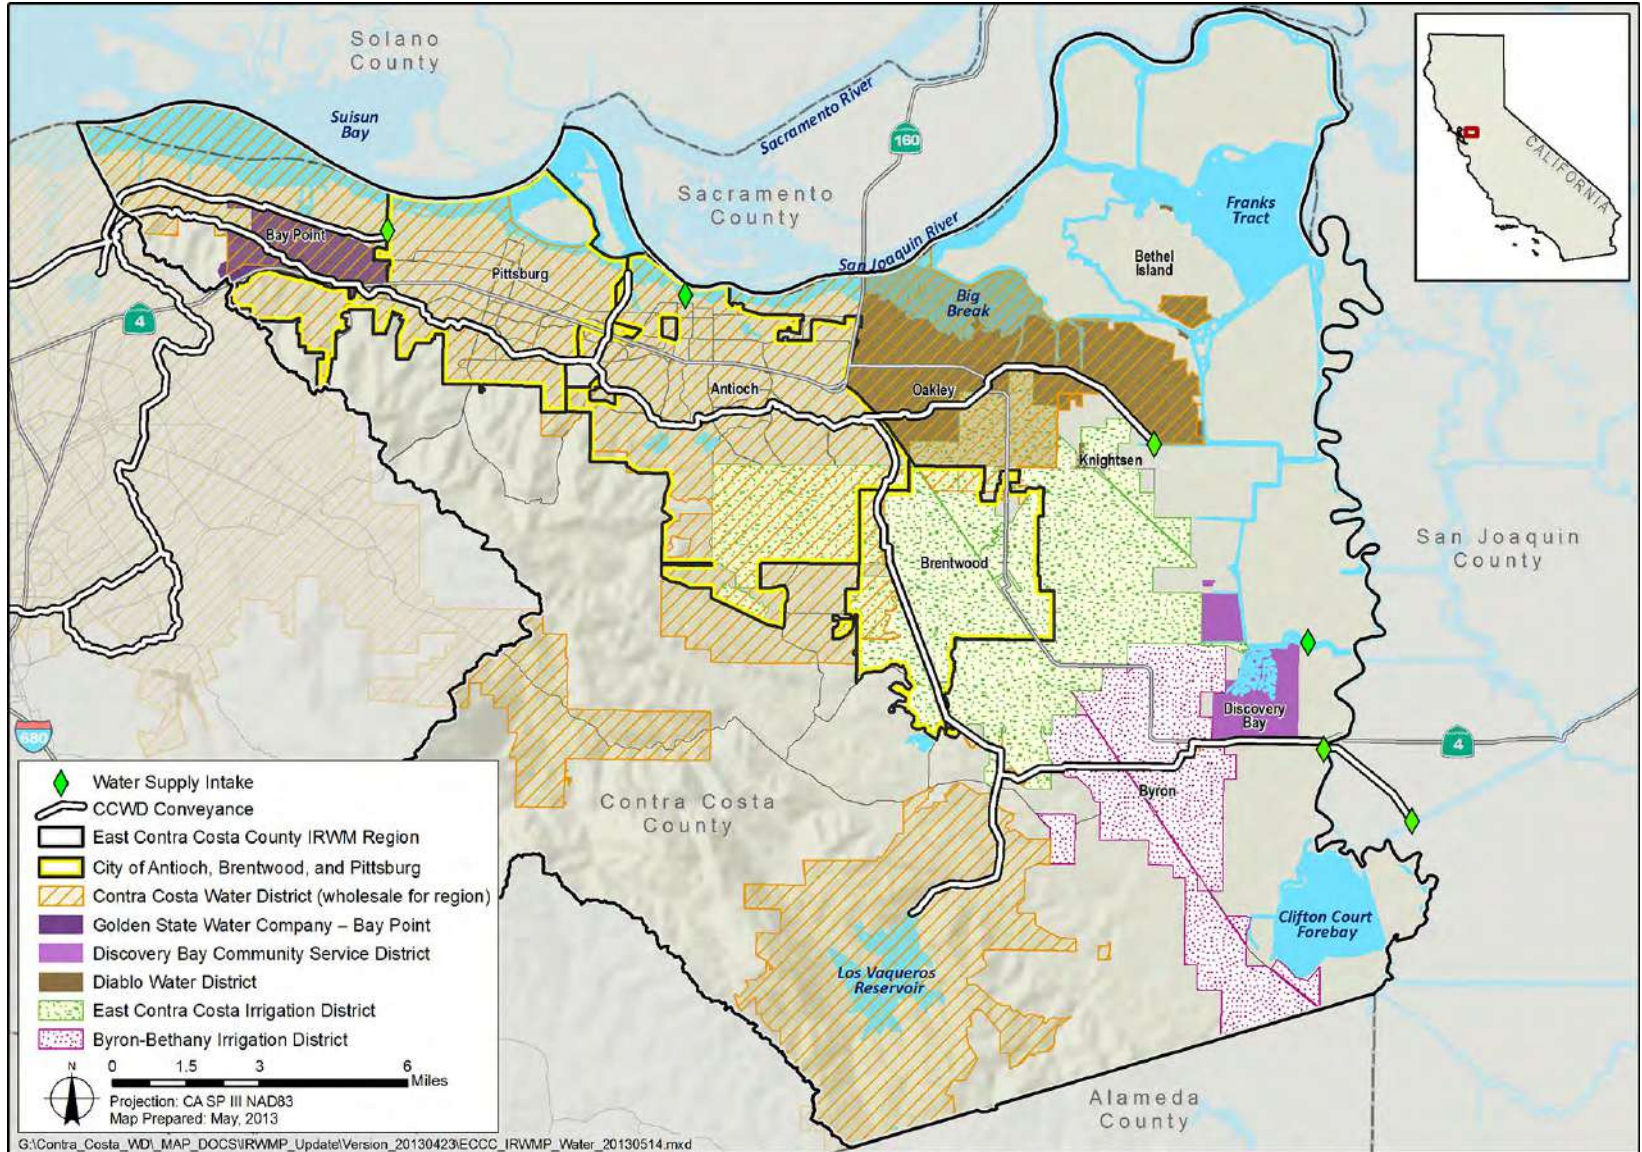 Solano
County
Suisun
Bay
Sacramento River
160
Sacramento
County
CALIFORNIA
Franks
Tract
Bay Point
Pittsburg
San Joaquin River
Bethel
Island
Big
Break
4
Antioch
Oakley
Knightsen
Brentwood
San Joaquin
County
680
Discovery
Bay
4
Byron
Contra Costa
County
Clifton Court
Forebay
Los Vaqueros
Reservoir
Alameda
County
Water Supply Intake
CCWD Conveyance
East Contra Costa County IRWM Region
City of Antioch, Brentwood, and Pittsburg
Contra Costa Water District (wholesale for region)
Golden State Water Company – Bay Point
Discovery Bay Community Service District
Diablo Water District
East Contra Costa Irrigation District
Byron-Bethany Irrigation District
N
0 1.5 3 6
Miles
Projection: CA SP III NAD83
Map Prepared: May, 2013
G:\Contra_Costa_WD\_MAP_DOCS\IRWMP_Update\Version_20130423\ECCC_IRWMP_Water_20130514.mxd